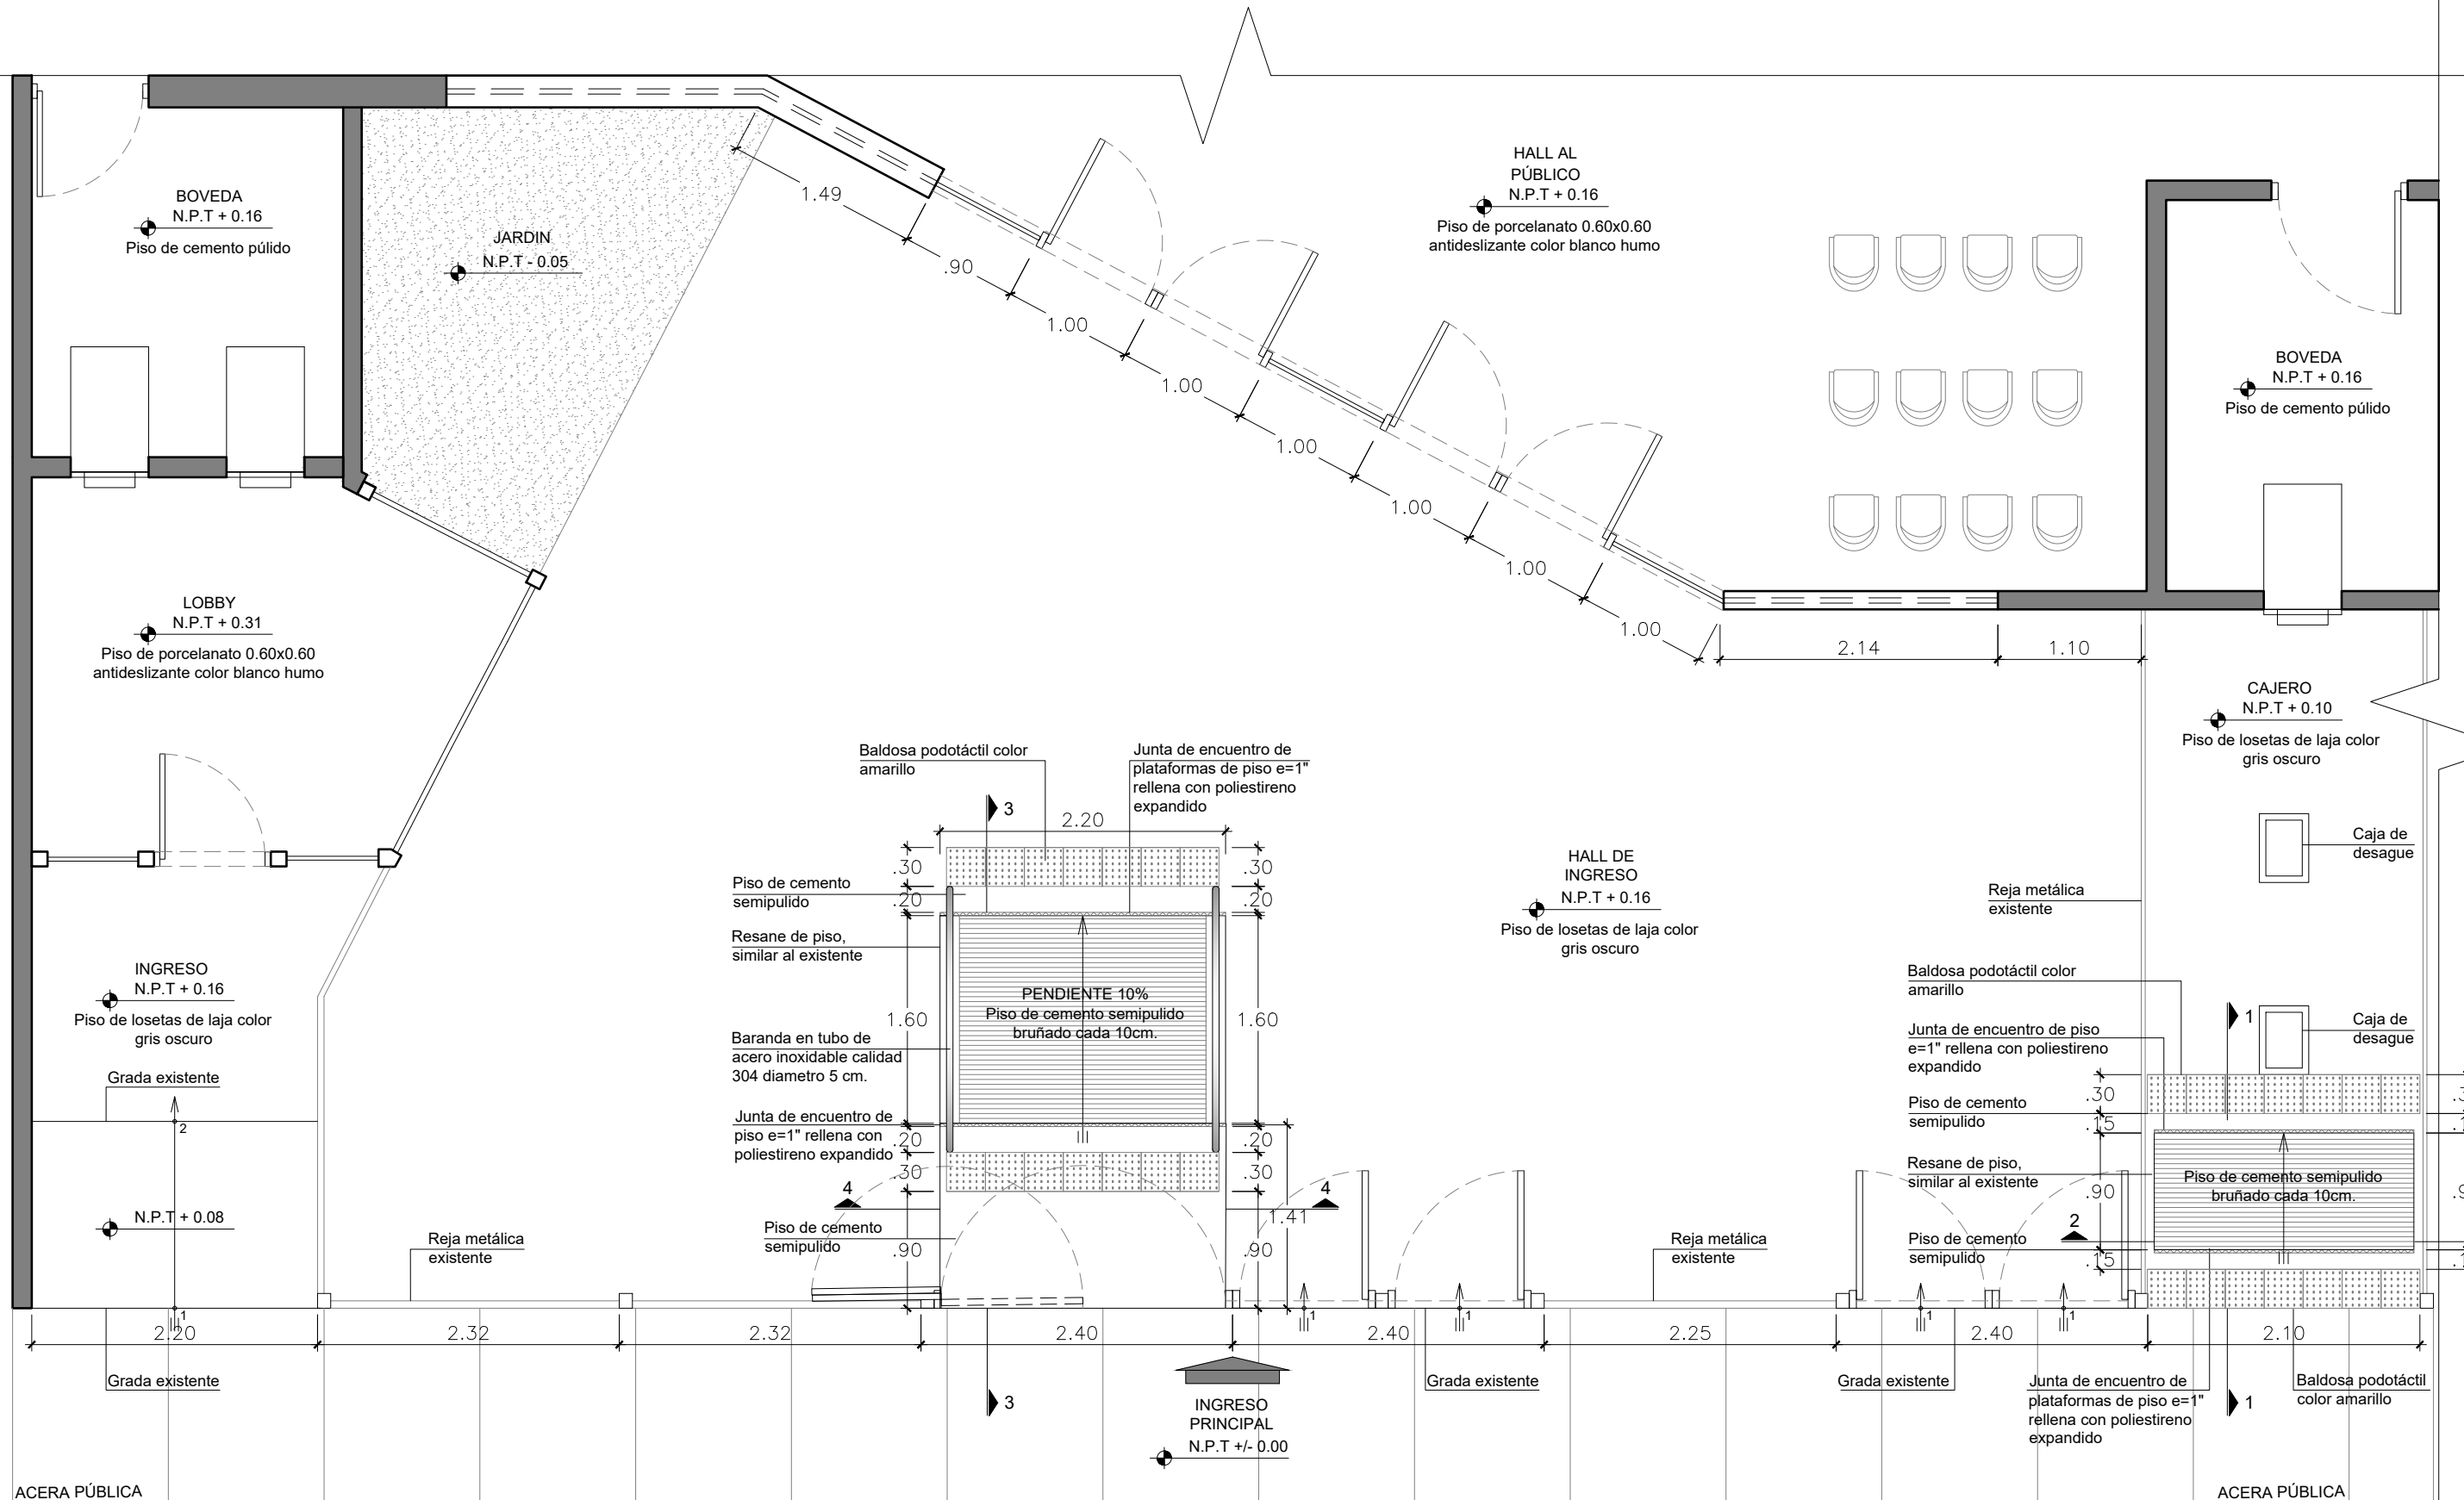 BOVEDA
N.P.T + 0.16
Piso de cemento púlido
JARDIN
N.P.T - 0.05
1.49
.90
1.00
1.00
1.00
1.00
1.00
1.00
HALL AL
PÚBLICO
N.P.T + 0.16
Piso de porcelanato 0.60x0.60
antideslizante color blanco humo
BOVEDA
N.P.T + 0.16
Piso de cemento púlido
LOBBY
N.P.T + 0.31
Piso de porcelanato 0.60x0.60
antideslizante color blanco humo
2.14
1.10
CAJERO
N.P.T + 0.10
Piso de losetas de laja color
gris oscuro
Caja de
desague
Caja de
desague
Baldosa podotáctil color
amarillo
Junta de encuentro de
plataformas de piso e=1"
rellena con poliestireno
expandido
3
2.20
.30
.20
1.60
.20
.30
.90
.30
.20
1.60
.20
.30
.90
1.41
Piso de cemento
semipulido
Resane de piso,
similar al existente
PENDIENTE 10%
Piso de cemento semipulido
bruñado cada 10cm.
Baranda en tubo de
acero inoxidable calidad
304 diametro 5 cm.
Junta de encuentro de
piso e=1" rellena con
poliestireno expandido
4
4
Piso de cemento
semipulido
HALL DE
INGRESO
N.P.T + 0.16
Piso de losetas de laja color
gris oscuro
Reja metálica
existente
Baldosa podotáctil color
amarillo
Junta de encuentro de piso
e=1" rellena con poliestireno
expandido
Piso de cemento
semipulido
Resane de piso,
similar al existente
Piso de cemento
semipulido
1
.30
.15
.90
.15
2
Piso de cemento semipulido
bruñado cada 10cm.
INGRESO
N.P.T + 0.16
Piso de losetas de laja color
gris oscuro
Grada existente
2
N.P.T + 0.08
Reja metálica
existente
Reja metálica
existente
1
1
1
1
1
2.20
2.32
2.32
2.40
2.40
2.25
2.40
2.10
Grada existente
3
INGRESO
PRINCIPAL
N.P.T +/- 0.00
Grada existente
Grada existente
Junta de encuentro de
plataformas de piso e=1"
rellena con poliestireno
expandido
1
Baldosa podotáctil
color amarillo
ACERA PÚBLICA
ACERA PÚBLICA